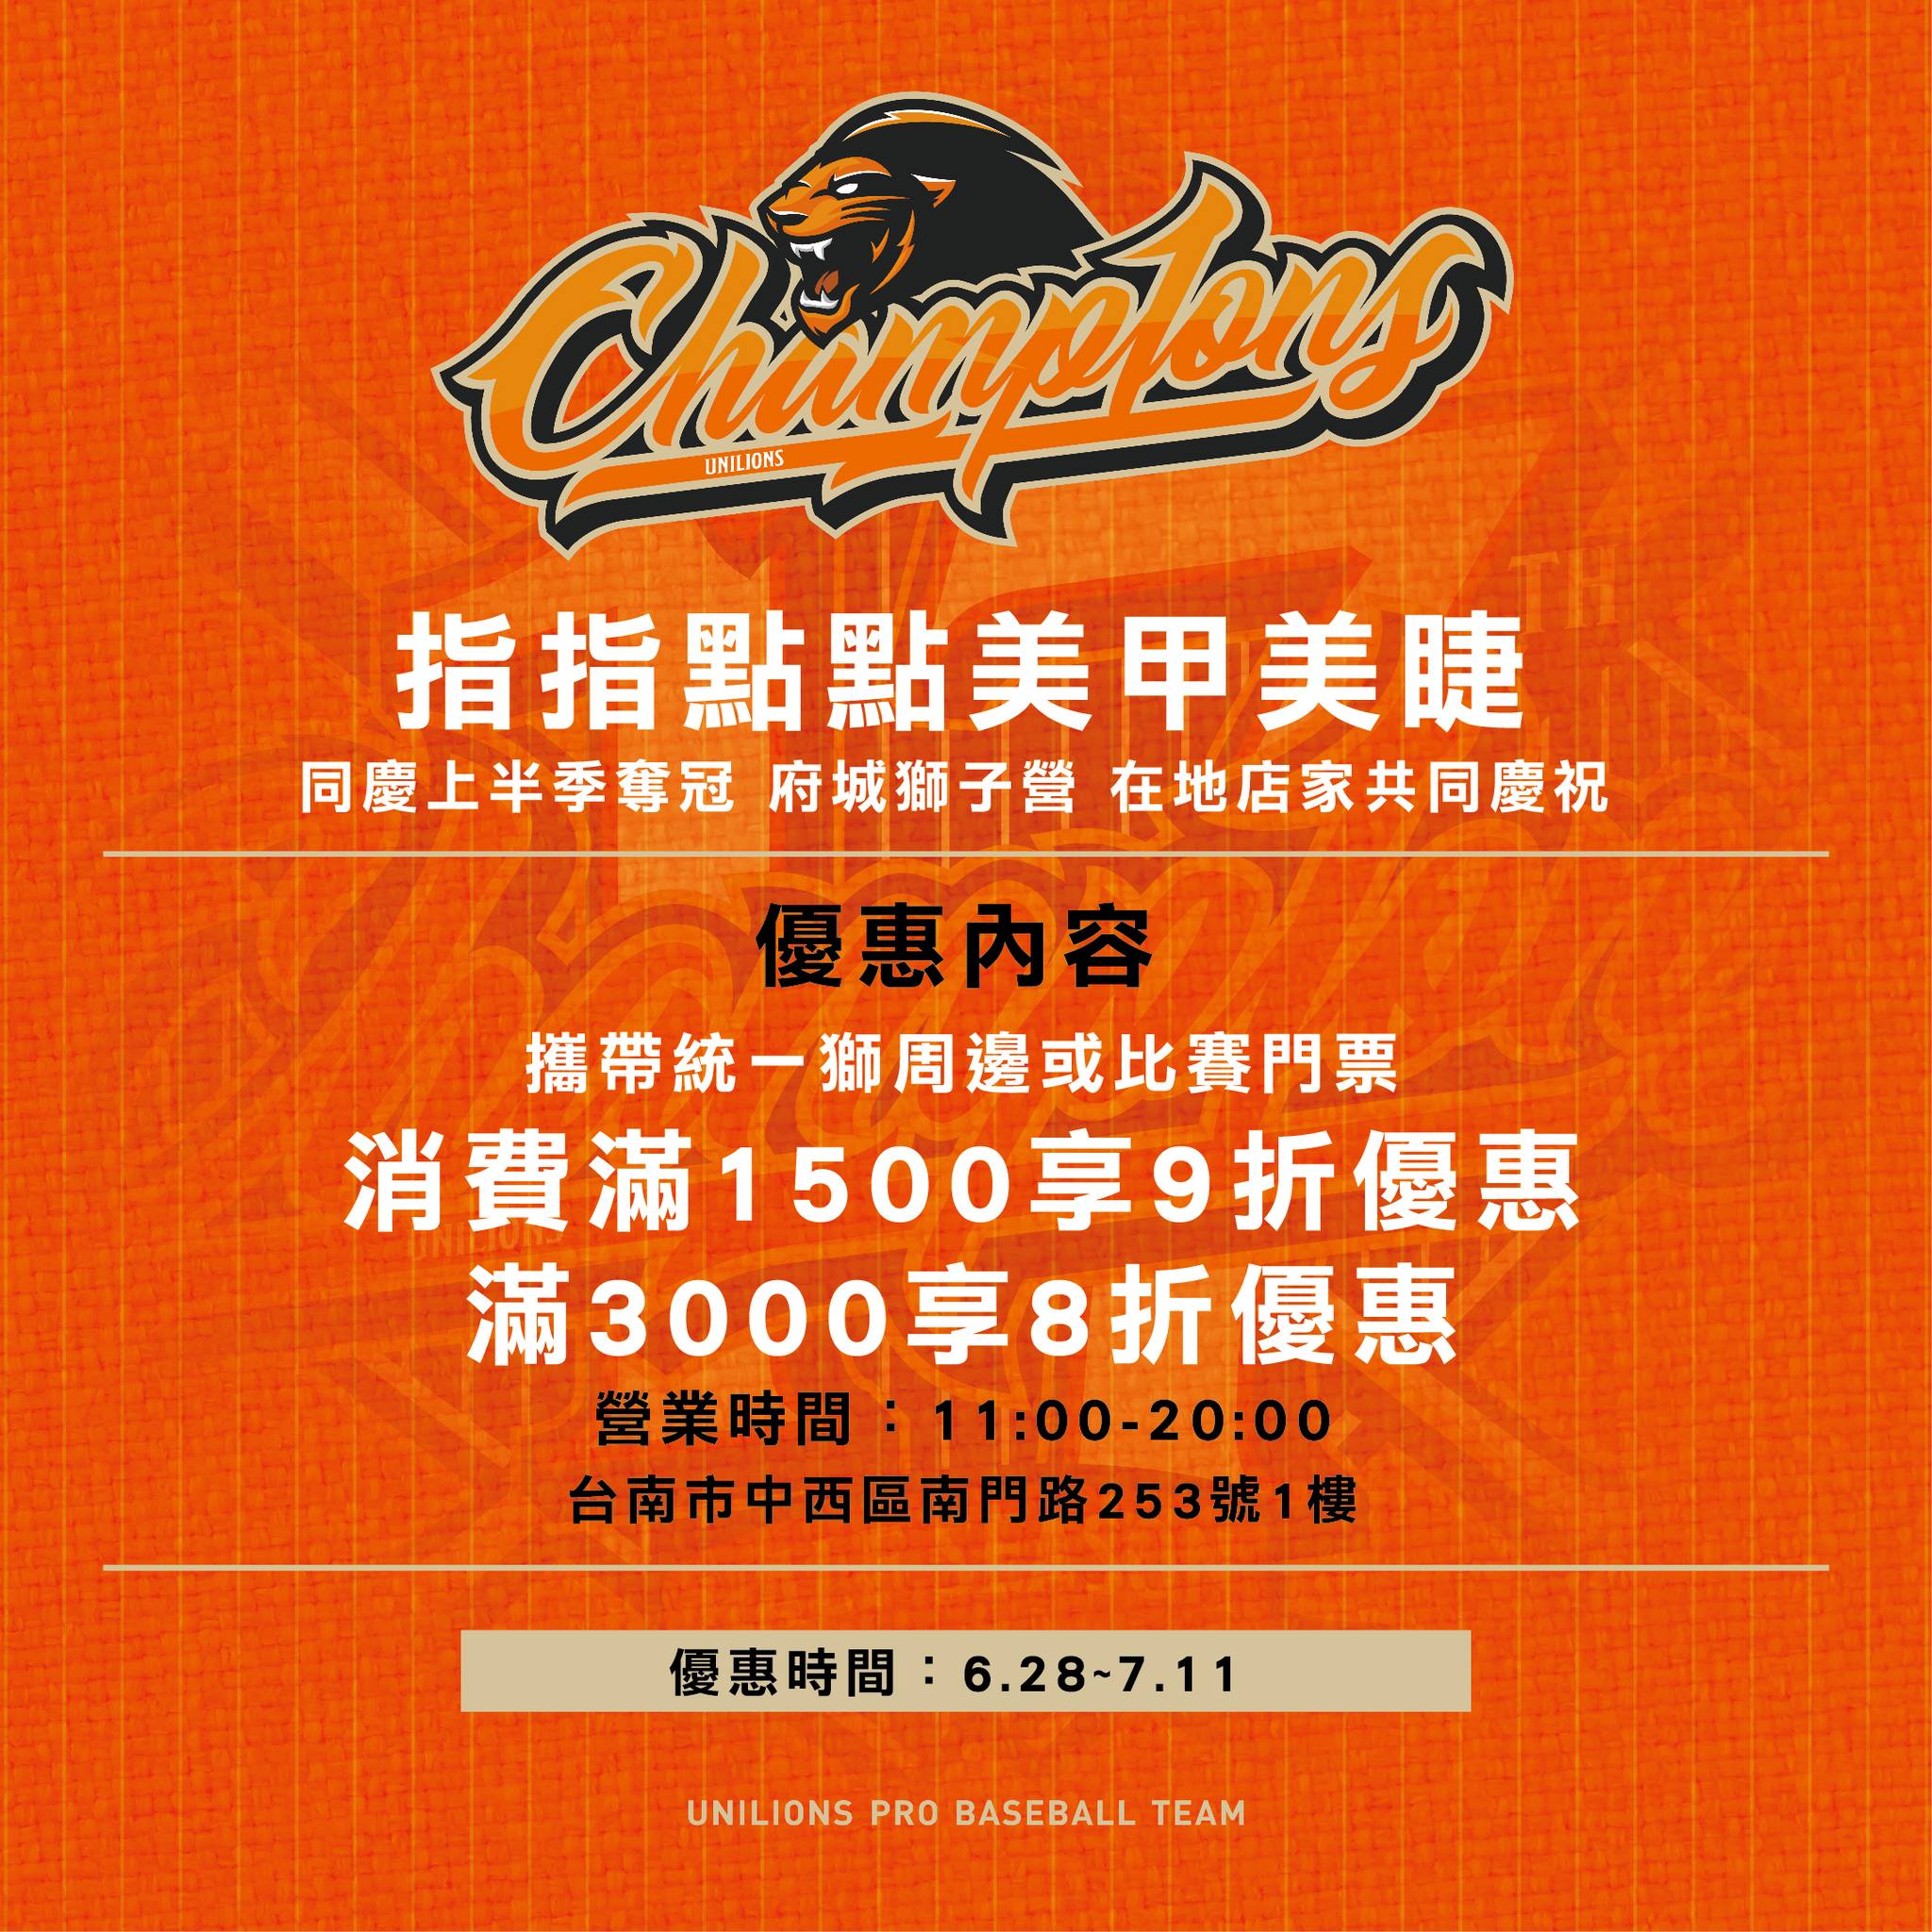 Champ1ons
UNILIONS
指指點點美甲美睫
同慶上半季奪冠 府城獅子營 在地店家共同慶祝
優惠內容
攜帶統一獅周邊或比賽門票
消費滿1500享9折優惠
滿3000享8折優惠
營業時間：11:00-20:00
台南市中西區南門路253號1樓
優惠時間：6.28~7.11
UNILIONS PRO BASEBALL TEAM